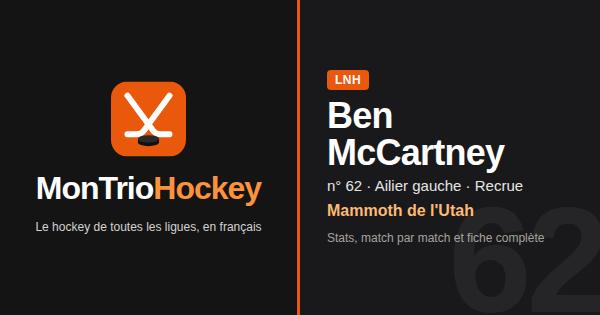 MonTrioHockey
Le hockey de toutes les ligues, en français
LNH
Ben
McCartney
n° 62 · Ailier gauche · Recrue
Mammoth de l'Utah
Stats, match par match et fiche complète
62